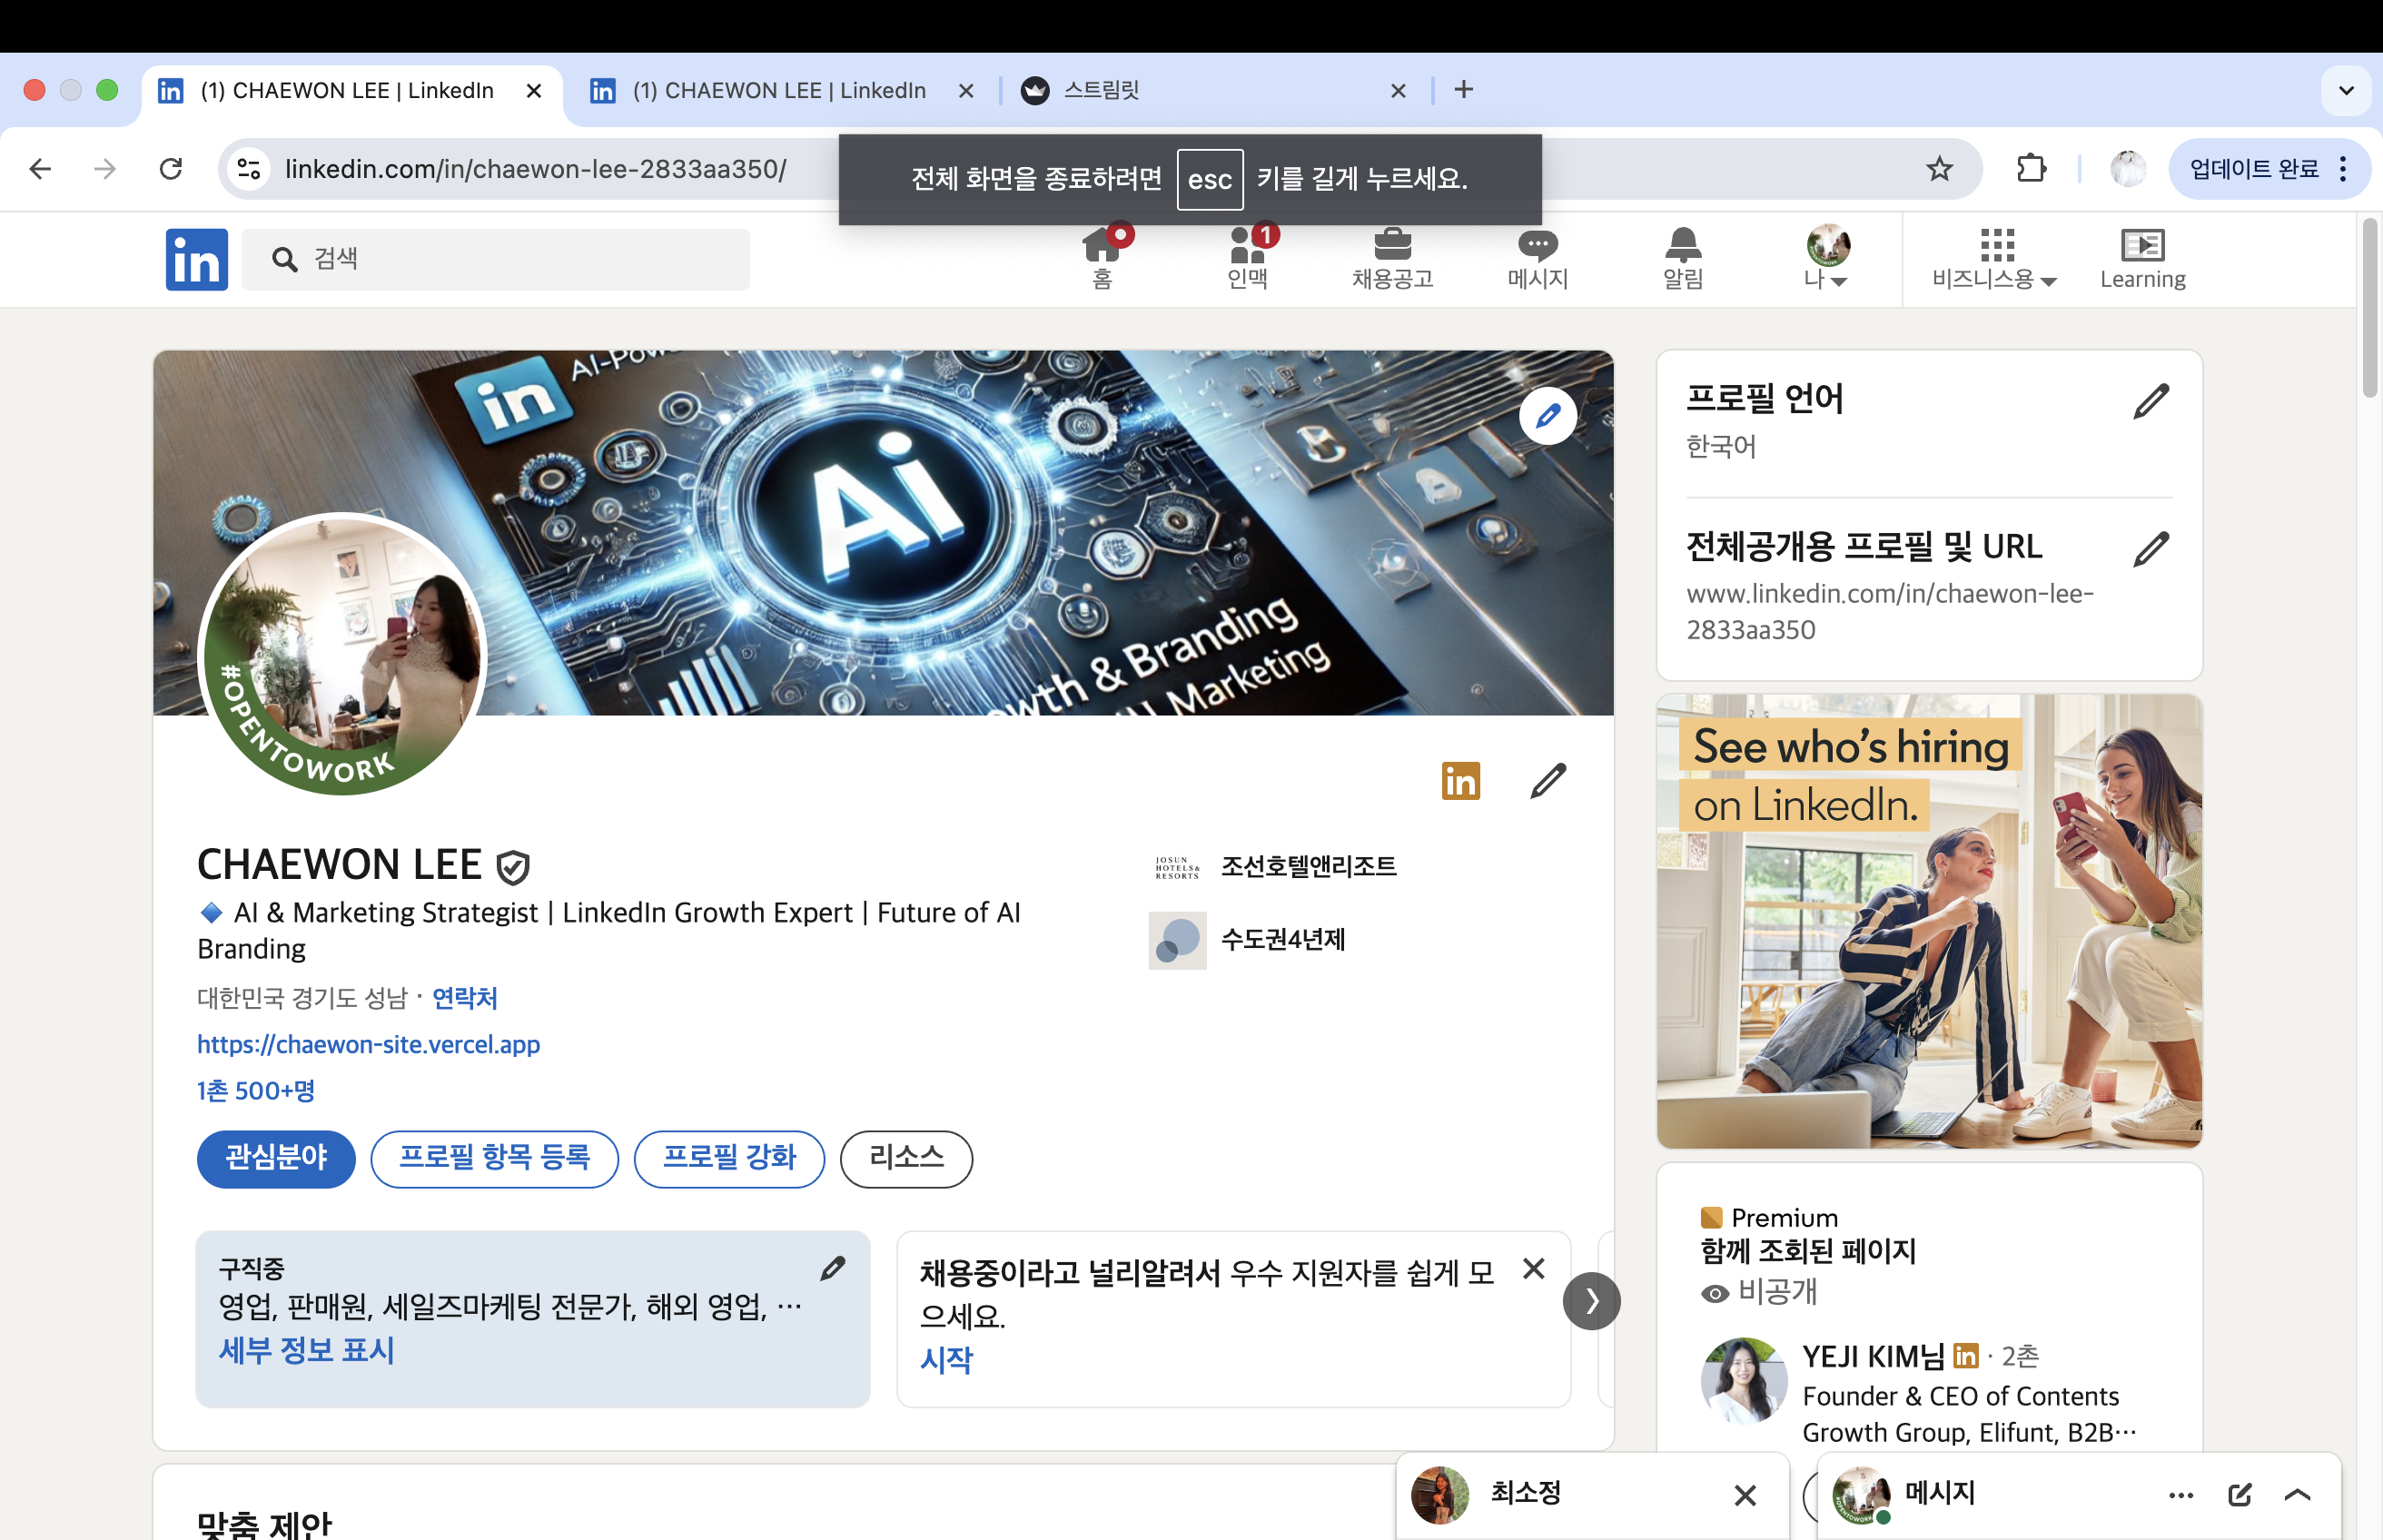 (1) CHAEWON LEE | LinkedIn
(1) CHAEWON LEE | LinkedIn
스트림릿
linkedin.com/in/chaewon-lee-2833aa350/
업데이트 완료
전체 화면을 종료하려면 esc 키를 길게 누르세요.
in
검색
홈
1
인맥
채용공고
메시지
알림
나
비즈니스용
Learning
in
Ai
wth & Branding
Marketing
#OPENTOWORK
in
CHAEWON LEE
AI & Marketing Strategist | LinkedIn Growth Expert | Future of AI
Branding
대한민국 경기도 성남 · 연락처
https://chaewon-site.vercel.app
1촌 500+명
JOSUN
HOTELS&
RESORTS
조선호텔앤리조트
수도권4년제
관심분야
프로필 항목 등록
프로필 강화
리소스
구직중
영업, 판매원, 세일즈마케팅 전문가, 해외 영업, ...
세부 정보 표시
채용중이라고 널리알려서 우수 지원자를 쉽게 모
으세요.
시작
맞춤 제안
프로필 언어
한국어
전체공개용 프로필 및 URL
www.linkedin.com/in/chaewon-lee-
2833aa350
See who's hiring
on LinkedIn.
Premium
함께 조회된 페이지
비공개
YEJI KIM님 in · 2촌
Founder & CEO of Contents
Growth Group, Elifunt, B2B...
최소정
메시지